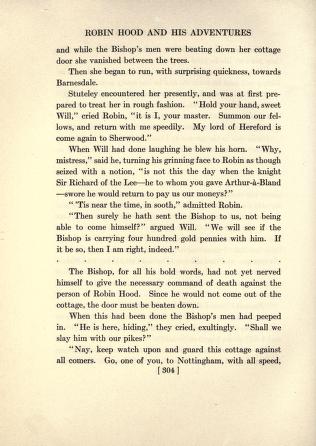 ROBIN HOOD AND HIS ADVENTURES
and while the Bishop's men were beating down her cottage
door she vanished between the trees.
Then she began to run, with surprising quickness, towards
Barnesdale.
Stuteley encountered her presently, and was at first pre-
pared to treat her in rough fashion. "Hold your hand, sweet
Will," cried Robin, "it is I, your master. Summon our fel-
lows, and return with me speedily. My lord of Hereford is
come again to Sherwood."
When Will had done laughing he blew his horn. "Why,
mistress," said he, turning his grinning face to Robin as though
seized with a notion, "is not this the day when the knight
Sir Richard of the Lee—he to whom you gave Arthur-à-Bland
—swore he would return to pay us our moneys?"
"'Tis near the time, in sooth," admitted Robin.
"Then surely he hath sent the Bishop to us, not being
able to come himself?" argued Will. "We will see if the
Bishop is carrying four hundred gold pennies with him. If
it be so, then I am right, indeed."
. . . . . . . .
The Bishop, for all his bold words, had not yet nerved
himself to give the necessary command of death against the
person of Robin Hood. Since he would not come out of the
cottage, the door must be beaten down.
When this had been done the Bishop's men had peeped
in. "He is here, hiding," they cried, exultingly. "Shall we
slay him with our pikes?"
"Nay, keep watch upon and guard this cottage against
all comers. Go, one of you, to Nottingham, with all speed,
[ 304 ]